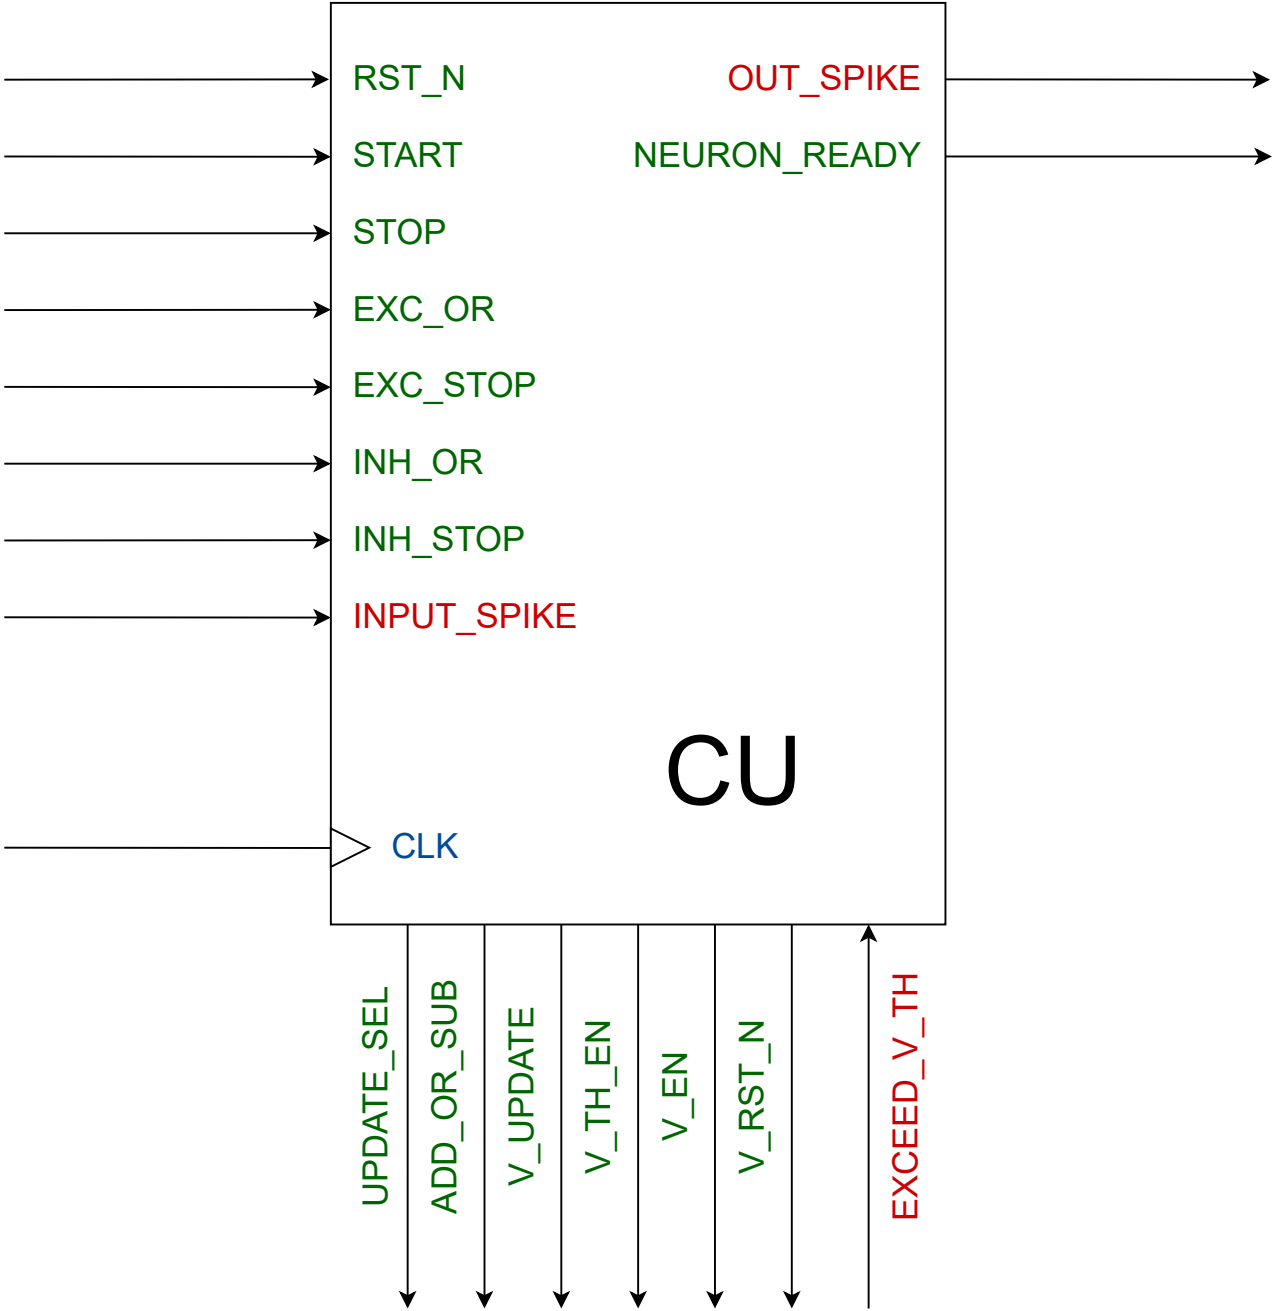 RST_N
OUT_SPIKE
START
NEURON_READY
STOP
EXC_OR
EXC_STOP
INH_OR
INH_STOP
INPUT_SPIKE
CU
CLK
UPDATE_SEL
ADD_OR_SUB
V_UPDATE
V_TH_EN
V_EN
V_RST_N
EXCEED_V_TH